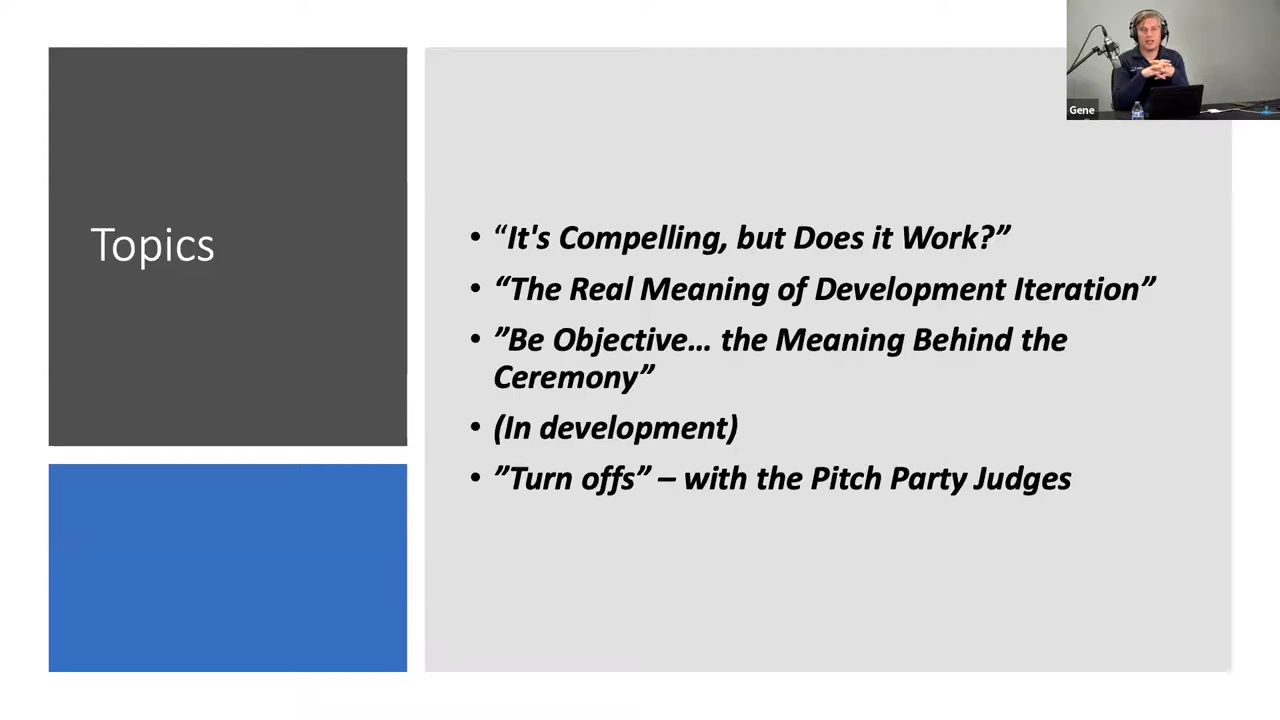 Gene
Topics
• “It's Compelling, but Does it Work?”
• “The Real Meaning of Development Iteration”
• ”Be Objective… the Meaning Behind the
Ceremony”
• (In development)
• ”Turn offs” – with the Pitch Party Judges